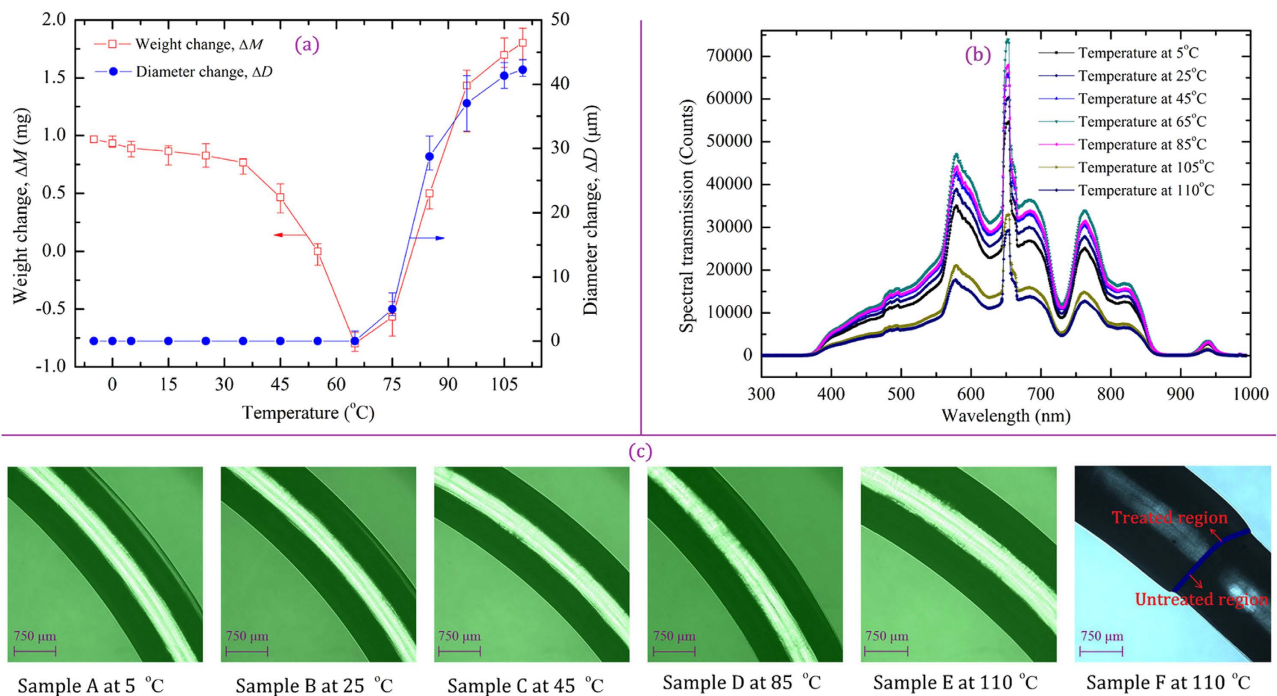 (a)
Weight change, ΔM
Diameter change, ΔD
2.0
1.5
1.0
0.5
0.0
-0.5
-1.0
Weight change, ΔM (mg)
50
40
30
20
10
0
Diameter change, ΔD (μm)
0 15 30 45 60 75 90 105
Temperature (°C)
(b)
Temperature at 5°C
Temperature at 25°C
Temperature at 45°C
Temperature at 65°C
Temperature at 85°C
Temperature at 105°C
Temperature at 110°C
70000
60000
50000
40000
30000
20000
10000
0
Spectral transmission (Counts)
300 400 500 600 700 800 900 1000
Wavelength (nm)
(c)
Treated region
Untreated region
750 μm 750 μm 750 μm 750 μm 750 μm 750 μm
Sample A at 5 °C Sample B at 25 °C Sample C at 45 °C Sample D at 85 °C Sample E at 110 °C Sample F at 110 °C